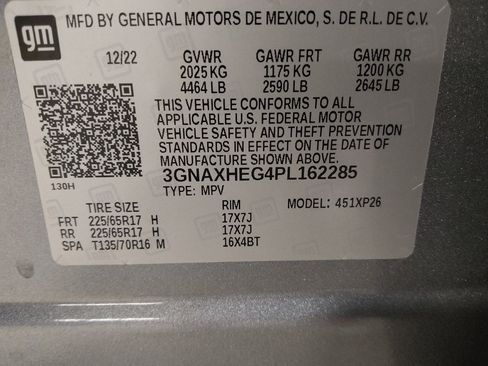 gm
MFD BY GENERAL MOTORS DE MEXICO, S. DE R.L. DE C.V.
12/22 GVWR GAWR FRT GAWR RR
2025 KG 1175 KG 1200 KG
4464 LB 2590 LB 2645 LB
THIS VEHICLE CONFORMS TO ALL
APPLICABLE U.S. FEDERAL MOTOR
VEHICLE SAFETY AND THEFT PREVENTION
STANDARDS IN EFFECT ON THE DATE OF
MANUFACTURE SHOWN ABOVE.
130H
3GNAXHEG4PL162285
TYPE: MPV MODEL: 451XP26
TIRE SIZE RIM
FRT 225/65R17 H 17X7J
RR 225/65R17 H 17X7J
SPA T135/70R16 M 16X4BT